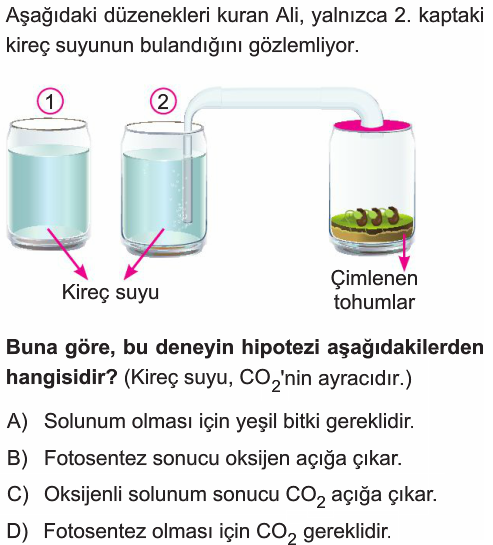 Aşağıdaki düzenekleri kuran Ali, yalnızca 2. kaptaki
kireç suyunun bulandığını gözlemliyor.
1
2
Kireç suyu
Çimlenen
tohumlar
Buna göre, bu deneyin hipotezi aşağıdakilerden
hangisidir? (Kireç suyu, CO₂'nin ayracıdır.)
A) Solunum olması için yeşil bitki gereklidir.
B) Fotosentez sonucu oksijen açığa çıkar.
C) Oksijenli solunum sonucu CO₂ açığa çıkar.
D) Fotosentez olması için CO₂ gereklidir.